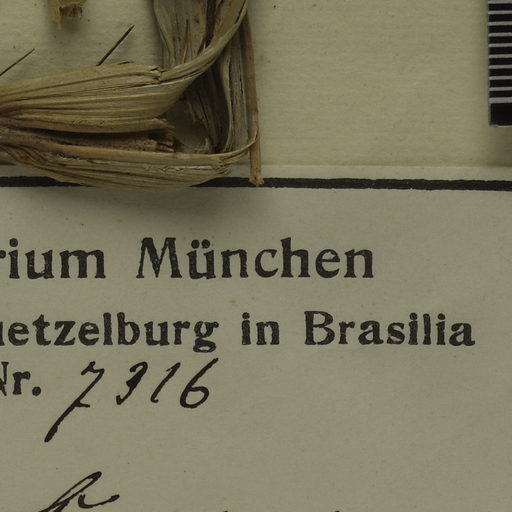 rium München
uetzelburg in Brasilia
Nr. 7316